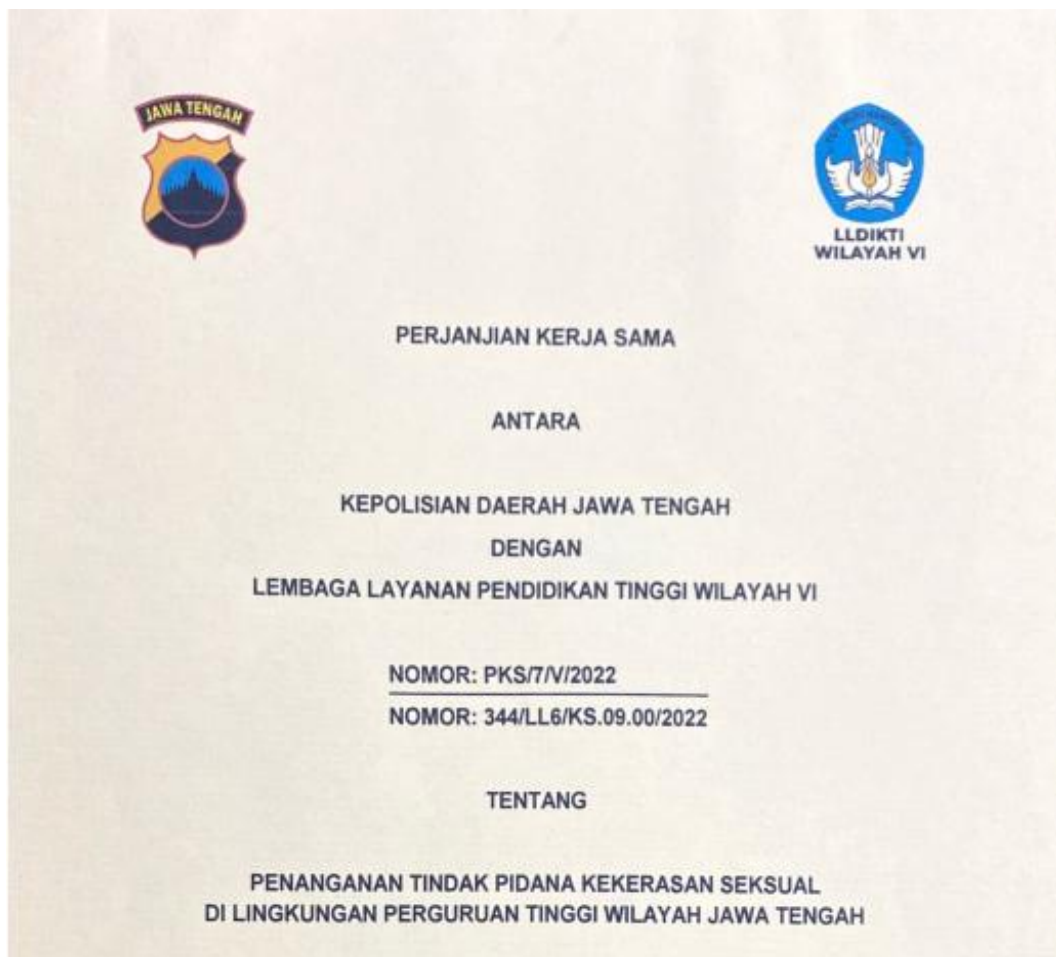 JAWA TENGAH
LLDIKTI
WILAYAH VI
PERJANJIAN KERJA SAMA
ANTARA
KEPOLISIAN DAERAH JAWA TENGAH
DENGAN
LEMBAGA LAYANAN PENDIDIKAN TINGGI WILAYAH VI
NOMOR: PKS/7/V/2022
NOMOR: 344/LL6/KS.09.00/2022
TENTANG
PENANGANAN TINDAK PIDANA KEKERASAN SEKSUAL
DI LINGKUNGAN PERGURUAN TINGGI WILAYAH JAWA TENGAH